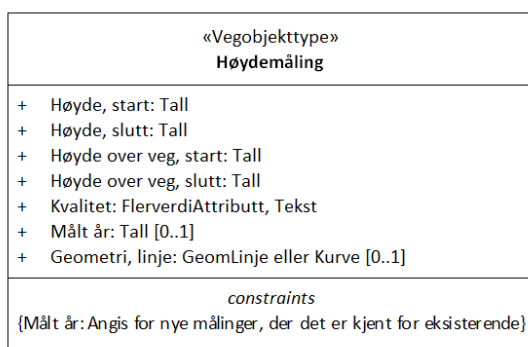 «Vegobjekttype»
Høydemåling
+ Høyde, start: Tall
+ Høyde, slutt: Tall
+ Høyde over veg, start: Tall
+ Høyde over veg, slutt: Tall
+ Kvalitet: FlerverdiAttributt, Tekst
+ Målt år: Tall [0..1]
+ Geometri, linje: GeomLinje eller Kurve [0..1]
constraints
{Målt år: Angis for nye målinger, der det er kjent for eksisterende}